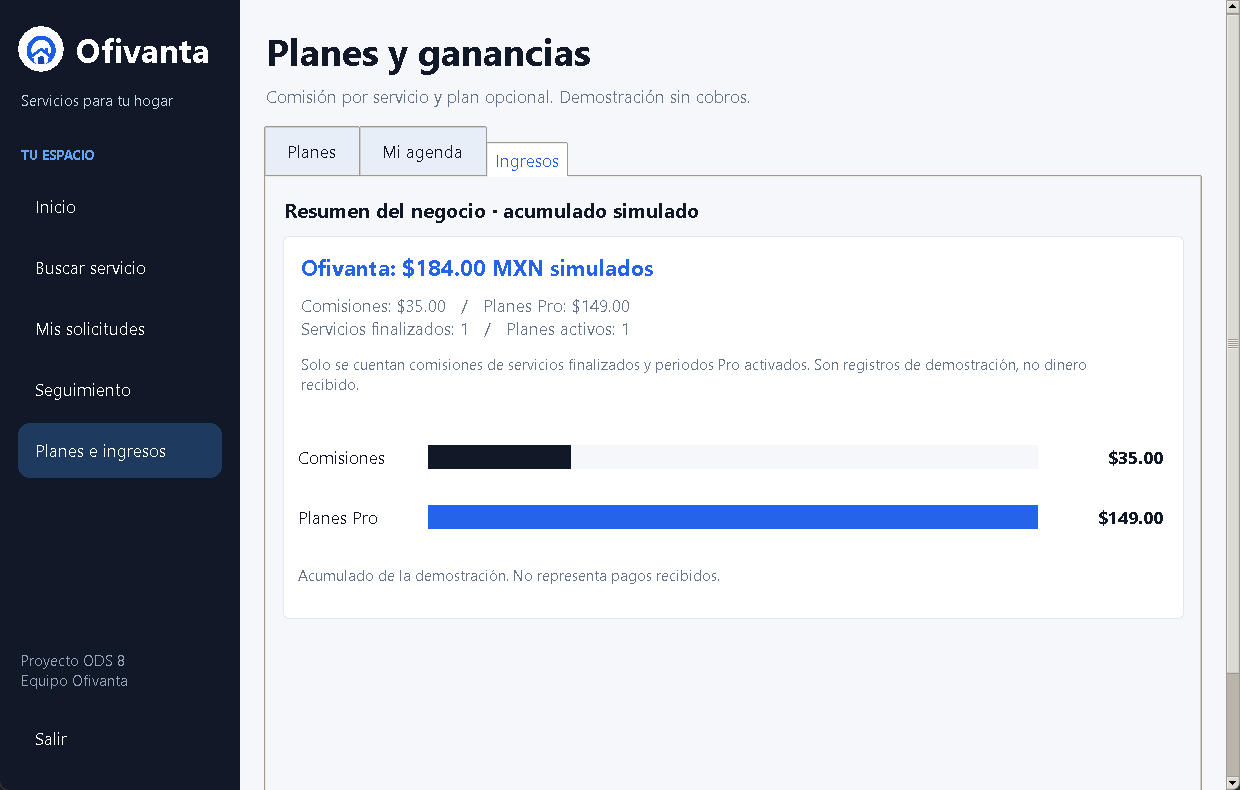 Ofivanta
Servicios para tu hogar
TU ESPACIO
Inicio
Buscar servicio
Mis solicitudes
Seguimiento
Planes e ingresos
Proyecto ODS 8
Equipo Ofivanta
Salir
Planes y ganancias
Comisión por servicio y plan opcional. Demostración sin cobros.
Planes
Mi agenda
Ingresos
Resumen del negocio · acumulado simulado
Ofivanta: $184.00 MXN simulados
Comisiones: $35.00 / Planes Pro: $149.00
Servicios finalizados: 1 / Planes activos: 1
Solo se cuentan comisiones de servicios finalizados y periodos Pro activados. Son registros de demostración, no dinero
recibido.
Comisiones $35.00
Planes Pro $149.00
Acumulado de la demostración. No representa pagos recibidos.